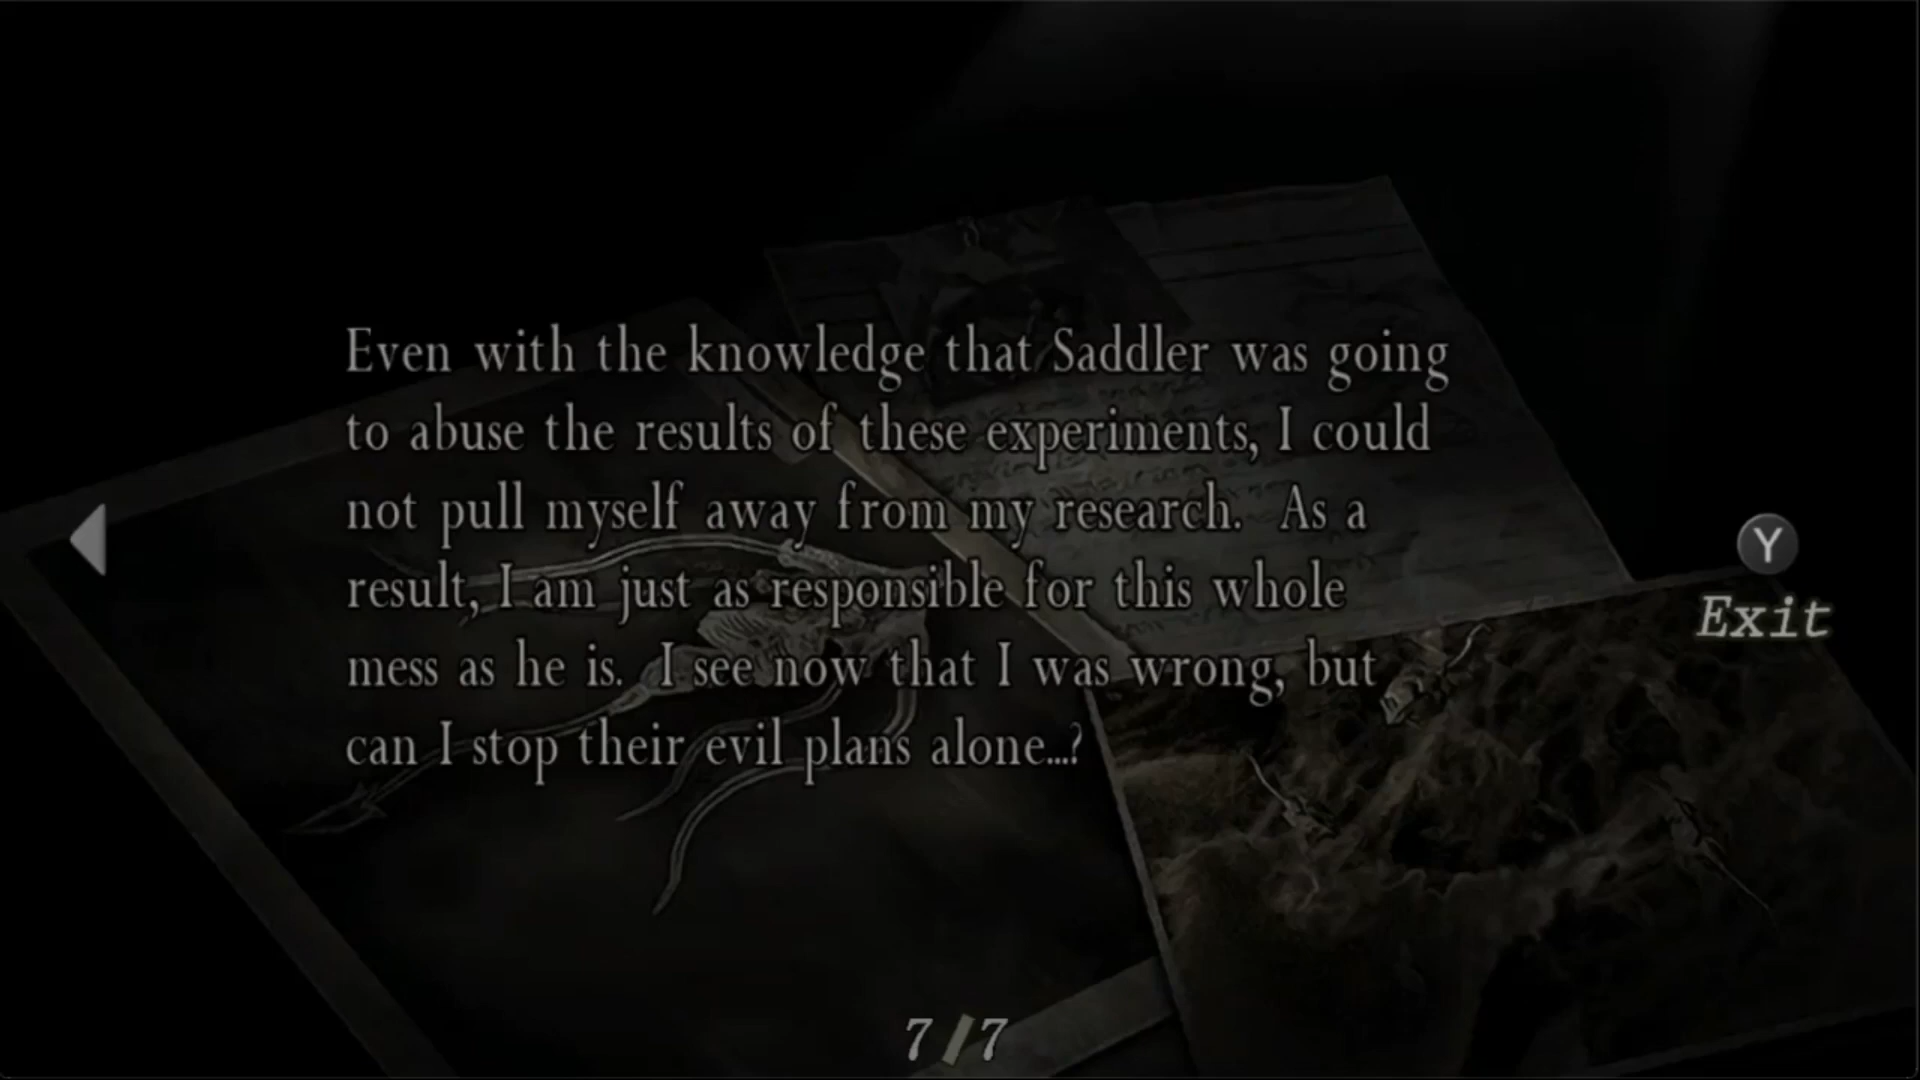 Even with the knowledge that Saddler was going
to abuse the results of these experiments, I could
not pull myself away from my research. As a
result, I am just as responsible for this whole
mess as he is. I see now that I was wrong, but
can I stop their evil plans alone...?
Y
Exit
7/7